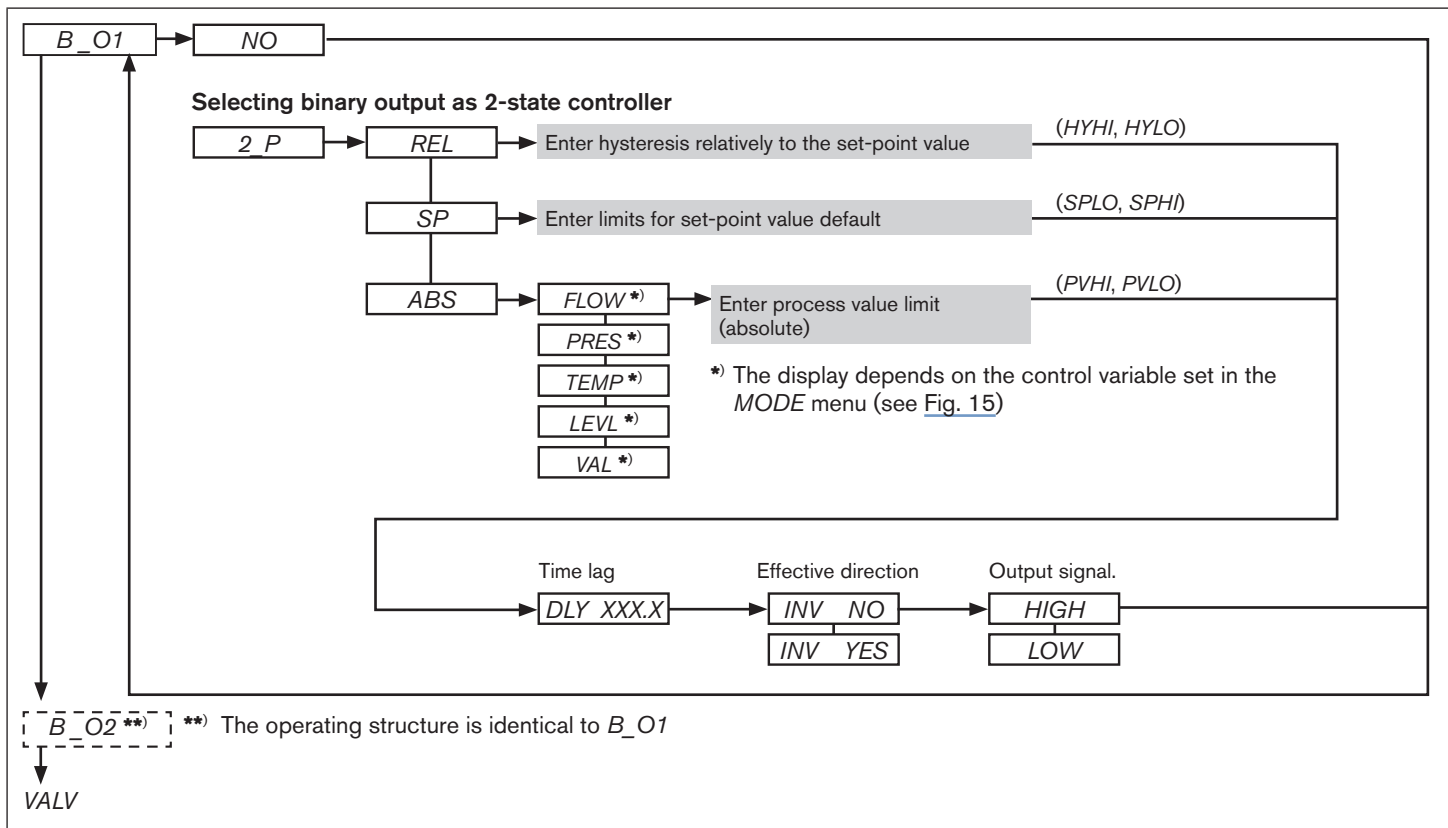 B_O1
NO
Selecting binary output as 2-state controller
2_P
REL
Enter hysteresis relatively to the set-point value
(HYHI, HYLO)
SP
Enter limits for set-point value default
(SPLO, SPHI)
ABS
FLOW *)
Enter process value limit
(absolute)
(PVHI, PVLO)
PRES *)
TEMP *)
LEVL *)
VAL *)
*) The display depends on the control variable set in the
MODE menu (see Fig. 15)
Time lag
DLY XXX.X
Effective direction
INV NO
INV YES
Output signal.
HIGH
LOW
B_O2 **)
**) The operating structure is identical to B_O1
VALV